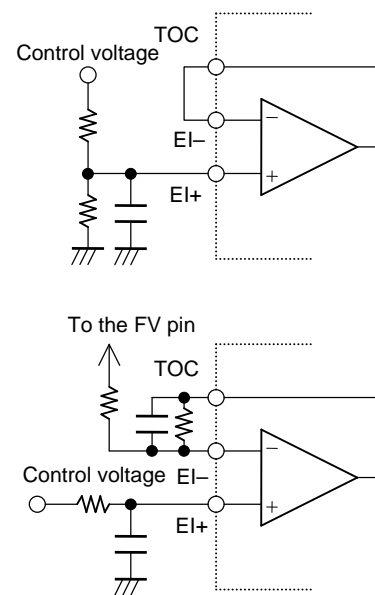 TOC
Control voltage
−
EI–
+
EI+
To the FV pin
TOC
−
Control voltage
EI–
+
EI+